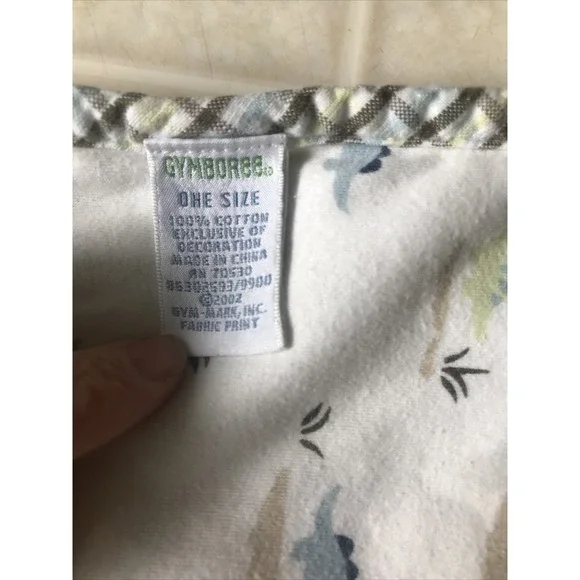 GYMBOREE®
ONE SIZE
100% COTTON
EXCLUSIVE OF
DECORATION
MADE IN CHINA
RN 70530
©2002
GYM-MARK, INC.
FABRIC PRINT